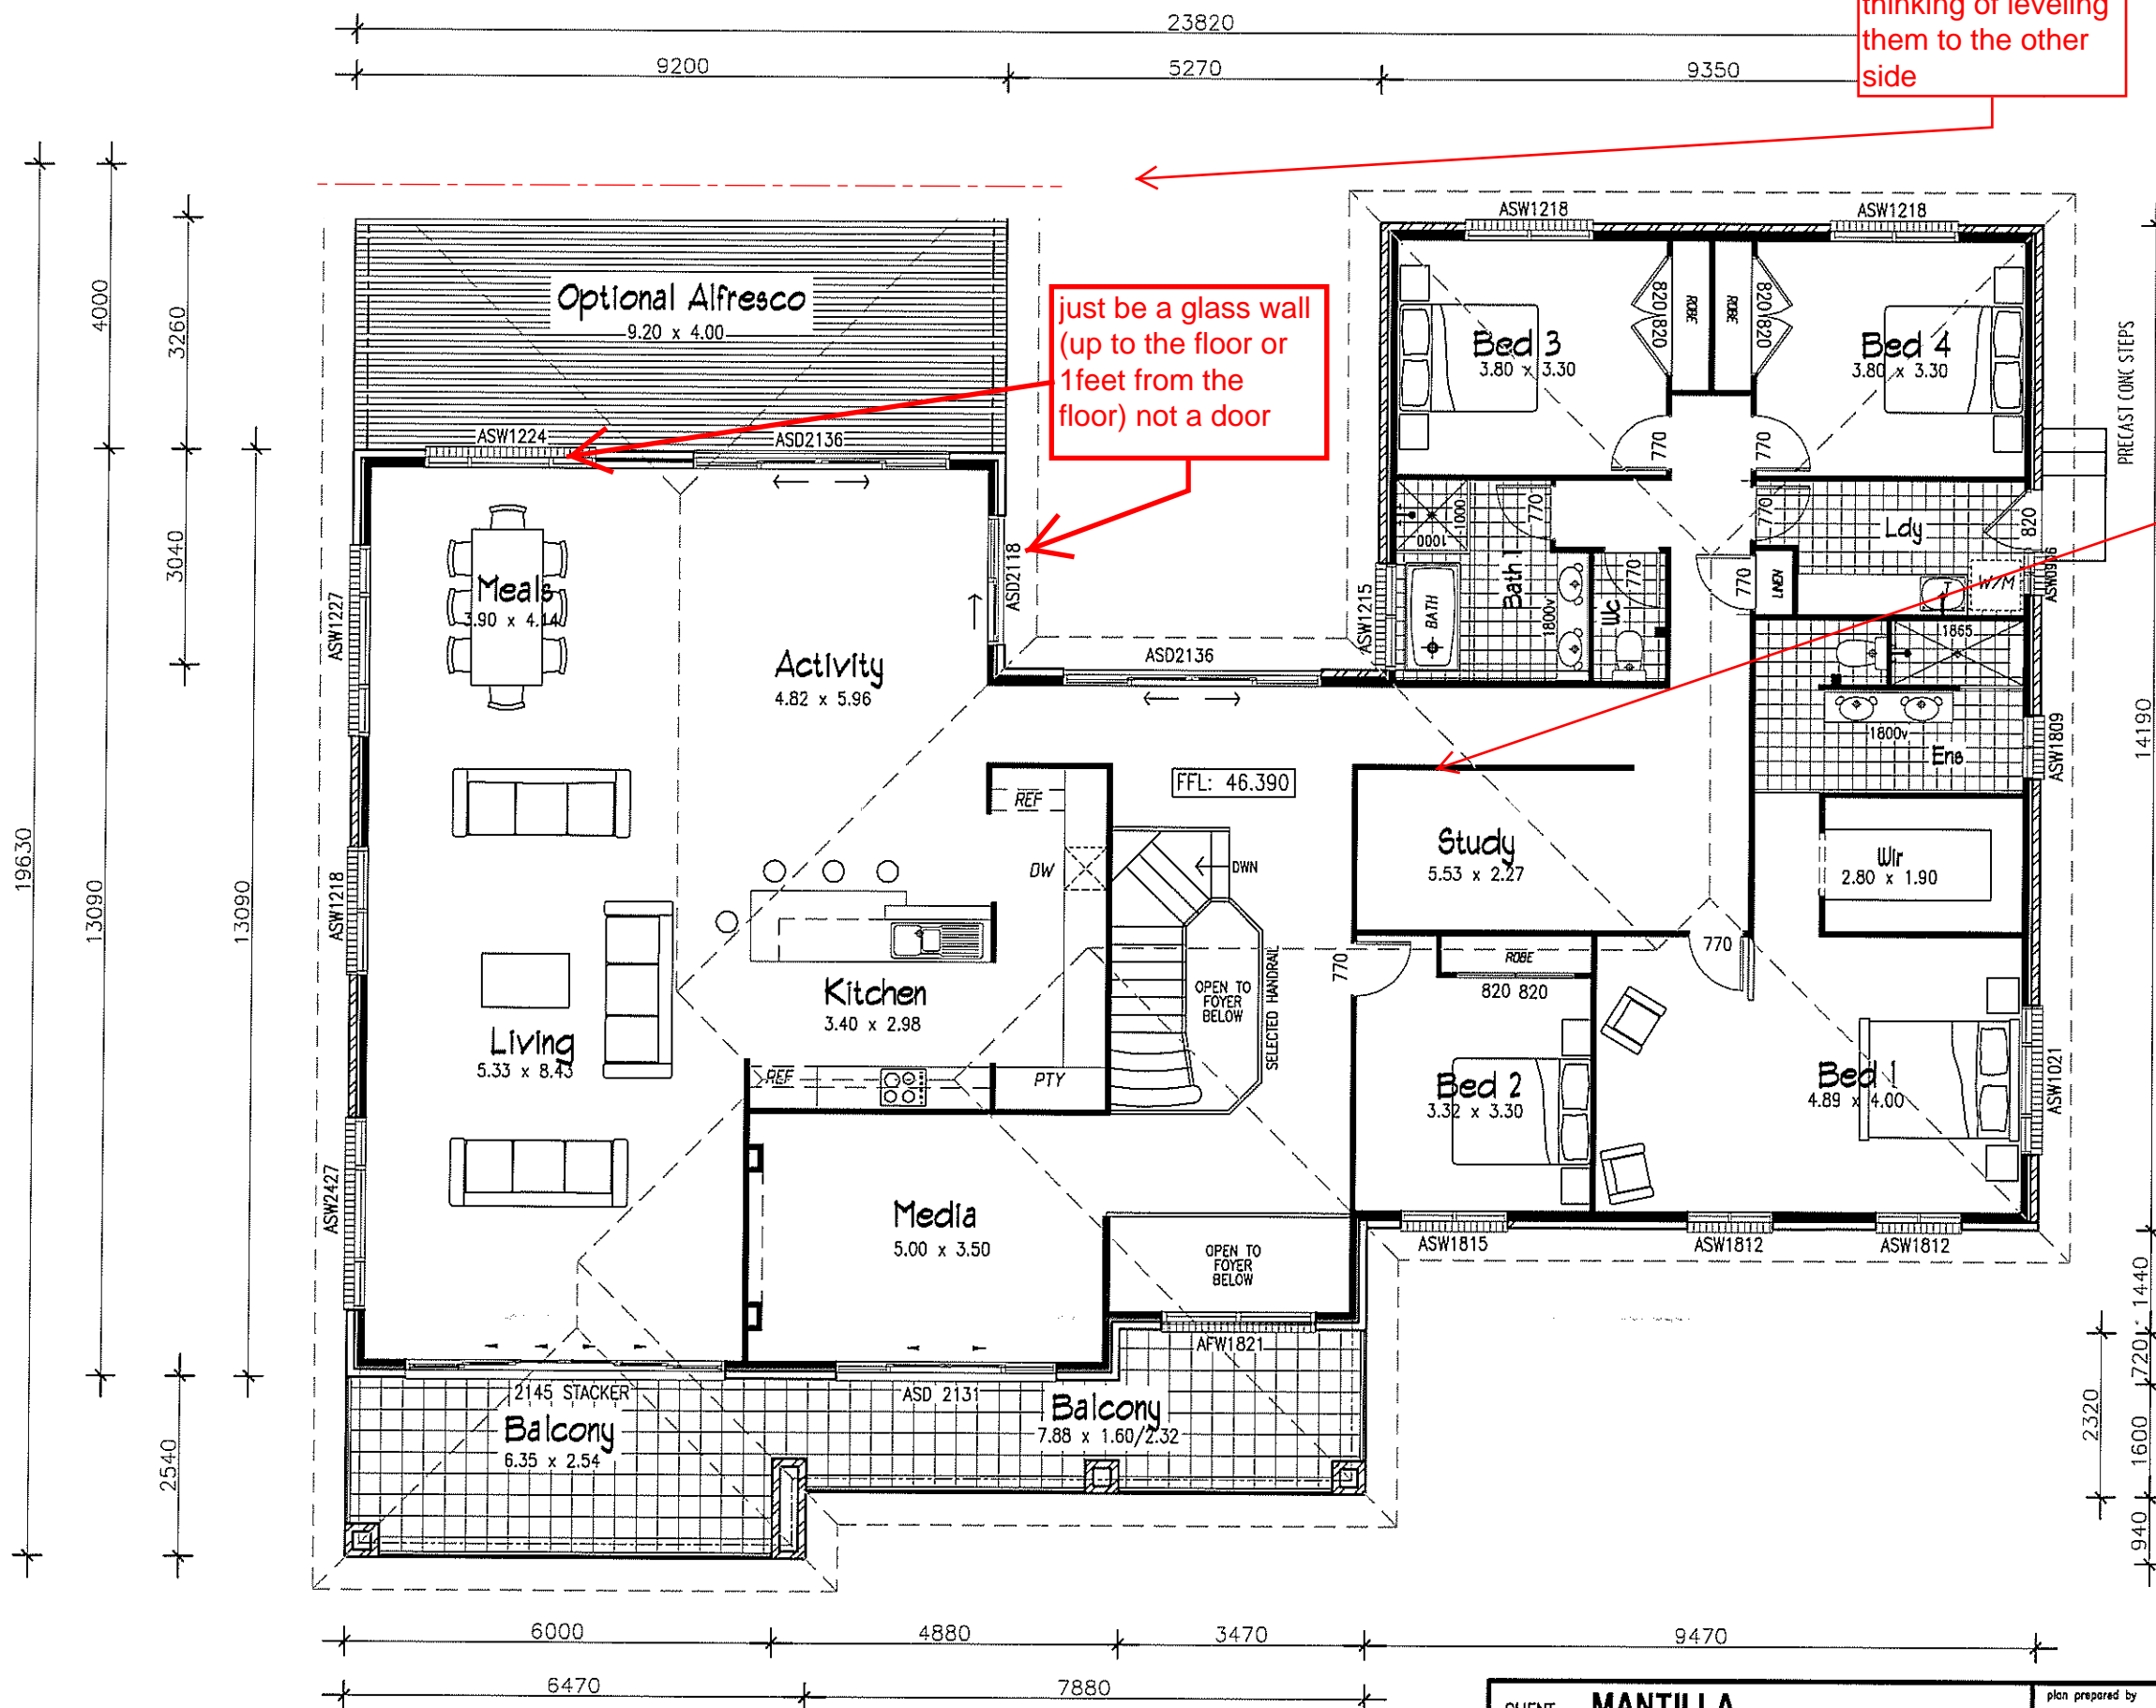 23820
9200
5270
9350
thinking of leveling
them to the other
side
ASW1218
ASW1218
4000
3260
Optional Alfresco
9.20 x 4.00
just be a glass wall
(up to the floor or
1feet from the
floor) not a door
Bed 3
3.80 x 3.30
820
820
ROBE
ROBE
820
820
Bed 4
3.80 x 3.30
PRECAST CONC STEPS
ASW1224
ASD2136
770
770
3040
ASW1227
Meals
3.90 x 4.14
ASD2118
1000
1000
770
770
Ldy
820
ASW1215
BATH
Bath 1
1800v
Wc
770
770
LINEN
W/M
Activity
4.82 x 5.96
ASD2136
1865
1800v
Ens
ASW1809
14190
FFL: 46.390
REF
DW
DWN
Study
5.53 x 2.27
Wir
2.80 x 1.90
19630
13090
13090
ASW1218
Kitchen
3.40 x 2.98
OPEN TO
FOYER
BELOW
SELECTED HANDRAIL
770
ROBE
820 820
770
Living
5.33 x 8.43
REF
PTY
Bed 2
3.32 x 3.30
Bed 1
4.89 x 4.00
ASW1021
ASW2427
Media
5.00 x 3.50
OPEN TO
FOYER
BELOW
ASW1815
ASW1812
ASW1812
1440
720
AFW1821
2145 STACKER
ASD 2131
Balcony
6.35 x 2.54
Balcony
7.88 x 1.60/2.32
2540
2320
1600
940
6000
4880
3470
9470
6470
7880
MANTILLA
plan prepared by